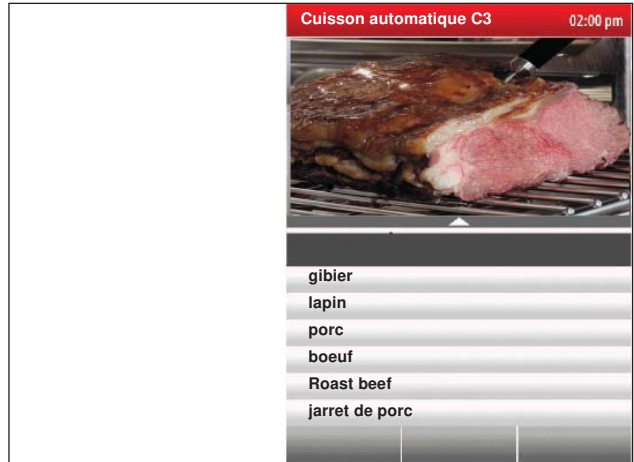 Cuisson automatique C3
02:00 pm
gibier
lapin
porc
boeuf
Roast beef
jarret de porc